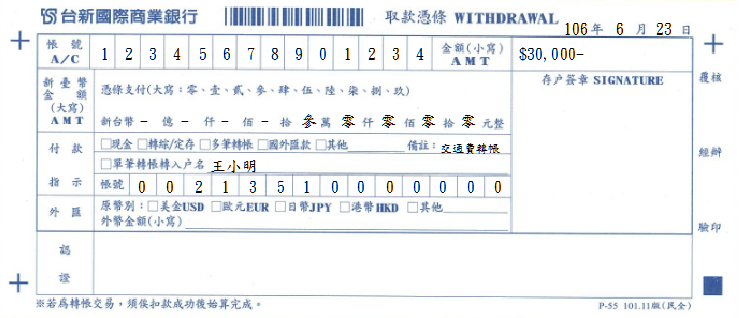 台新國際商業銀行 取款憑條 WITHDRAWAL
106年 6 月 23 日
帳號 A/C 1 2 3 4 5 6 7 8 9 0 1 2 3 4 金額(小寫) AMT $30,000-
新臺幣金額(大寫) AMT 憑條支付(大寫:零、壹、貳、參、肆、伍、陸、柒、捌、玖) 存戶簽章 SIGNATURE 覆核
新台幣 - 億 - 仟 - 佰 - 拾 參 萬 零 仟 零 佰 零 拾 零 元整
付款指示 □現金 □轉綜/定存 □多筆轉帳 □國外匯款 □其他 備註: 交通費轉帳 經辦
□單筆轉帳轉入戶名 王小明
帳號 0 0 2 1 3 5 1 0 0 0 0 0 0 0
外匯 原幣別:□美金USD □歐元EUR □日幣JPY □港幣HKD □其他
外幣金額(小寫) 驗印
認證
※若為轉帳交易,須俟扣款成功後始算完成。 P-55 101.11版(民全)